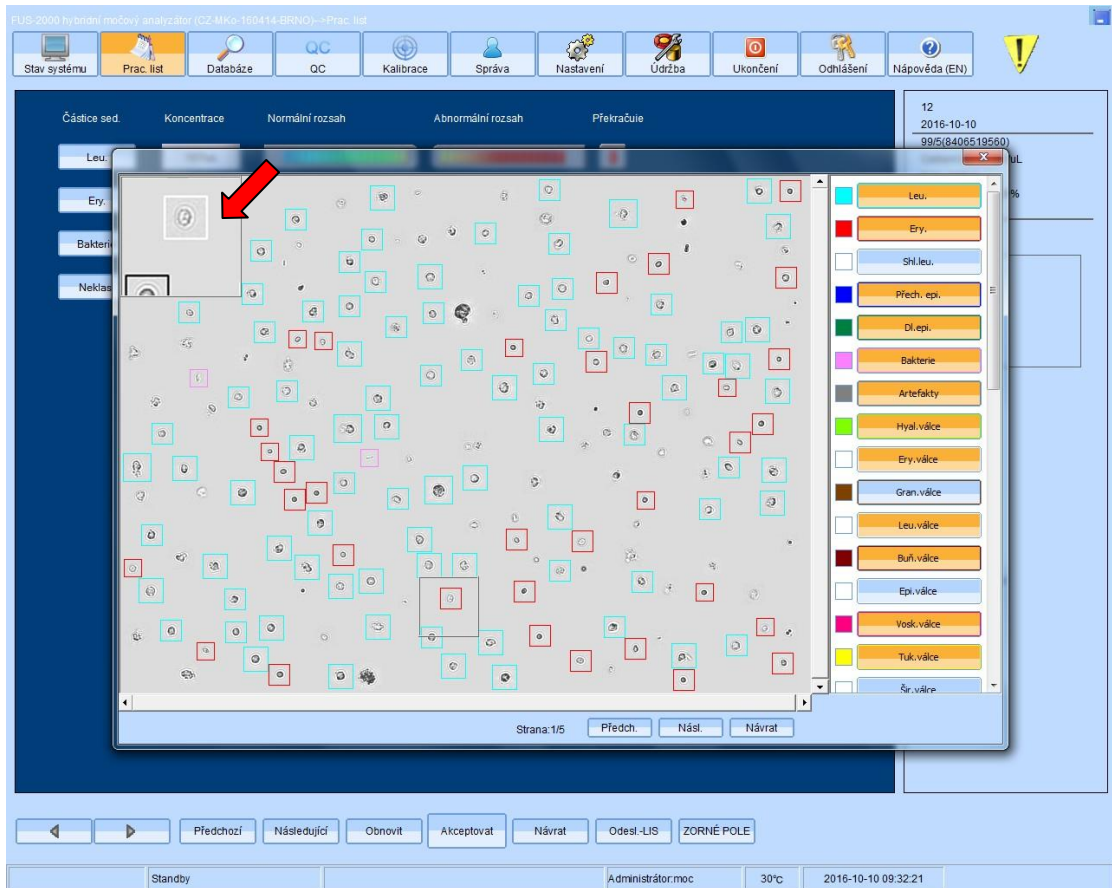 FUS-2000 hybridní močový analyzátor (CZ-MKo-160414-BRNO)-->Prac. list
Stav systému
Prac. list
Databáze
QC
QC
Kalibrace
Správa
Nastavení
Údržba
Ukončení
Odhlášení
Nápověda (EN)
Částice sed.
Koncentrace
Normální rozsah
Abnormální rozsah
Překračuje
12
2016-10-10
99/5(8406519560)
uL
%
Leu.
Ery.
Bakterie
Neklas
Leu.
Ery.
Shl.leu.
Přech. epi.
Dl.epi.
Bakterie
Artefakty
Hyal.válce
Ery.válce
Gran.válce
Leu.válce
Buň.válce
Epi.válce
Vosk.válce
Tuk.válce
Šir.válce
Strana:1/5
Předch.
Násl.
Návrat
Předchozí
Následující
Obnovit
Akceptovat
Návrat
Odesl.-LIS
ZORNÉ POLE
Standby
Administrátor:moc
30°C
2016-10-10 09:32:21